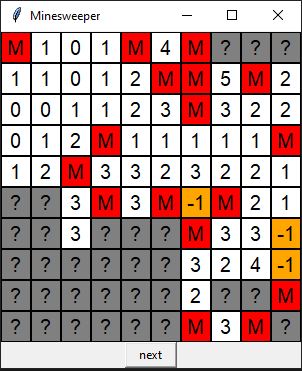 Minesweeper
M 1 0 1 M 4 M ? ? ?
1 1 0 1 2 M M 5 M 2
0 0 1 1 2 3 M 3 2 2
0 1 2 M 1 1 1 1 1 M
1 2 M 3 3 2 3 2 2 1
? ? 3 M 3 M -1 M 2 1
? ? 3 ? ? ? M 3 3 -1
? ? ? ? ? ? 3 2 4 -1
? ? ? ? ? ? 2 ? ? M
? ? ? ? ? ? M 3 M ?
next